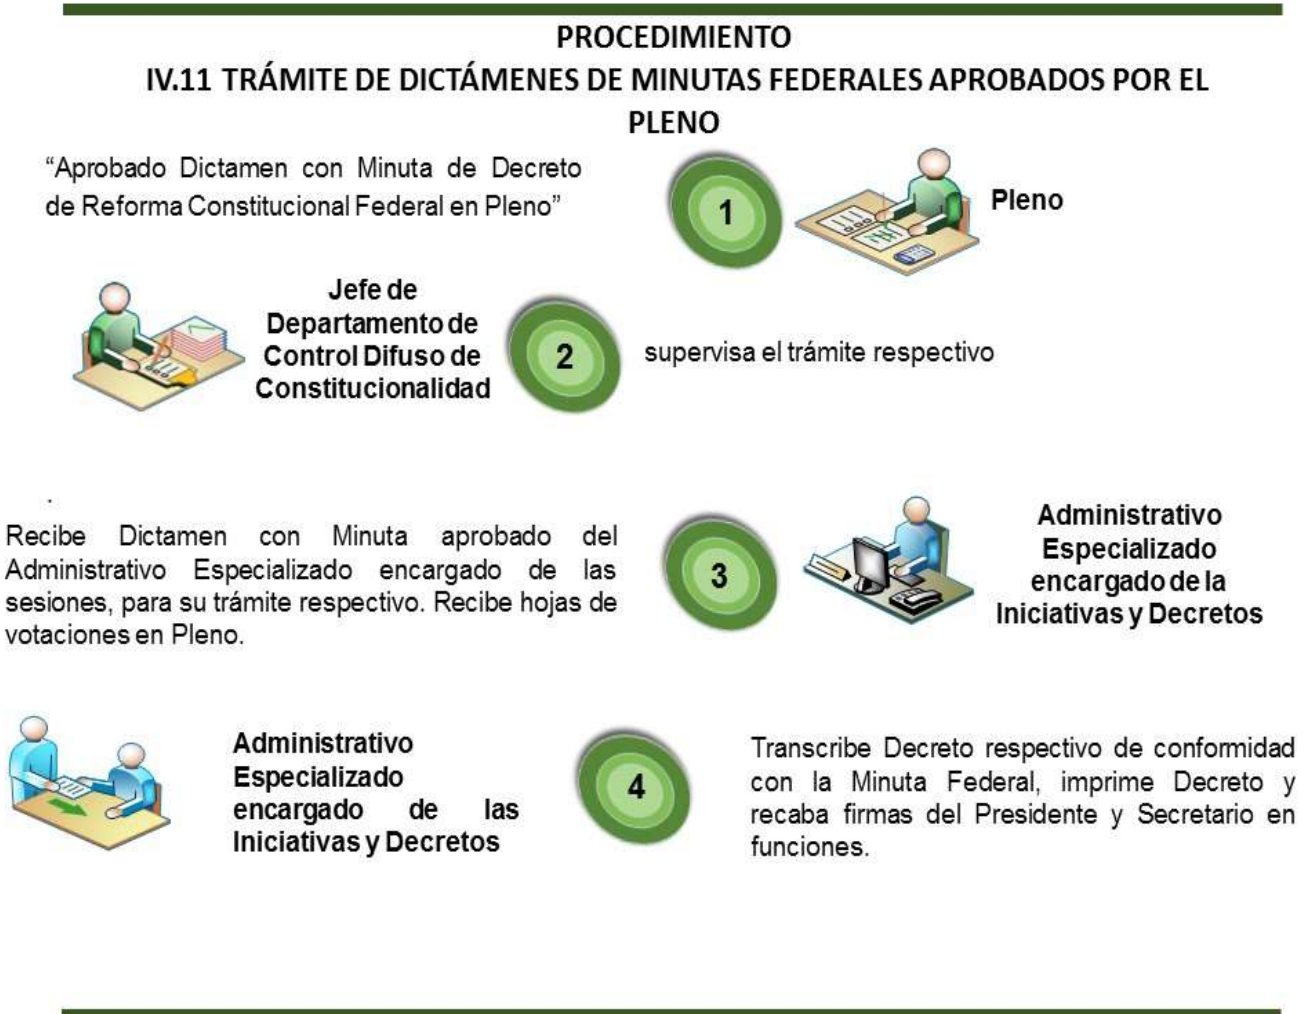 PROCEDIMIENTO
IV.11 TRÁMITE DE DICTÁMENES DE MINUTAS FEDERALES APROBADOS POR EL
PLENO
“Aprobado Dictamen con Minuta de Decreto
de Reforma Constitucional Federal en Pleno”
1
Pleno
Jefe de
Departamento de
Control Difuso de
Constitucionalidad
2
supervisa el trámite respectivo
.
Recibe Dictamen con Minuta aprobado del
Administrativo Especializado encargado de las
sesiones, para su trámite respectivo. Recibe hojas de
votaciones en Pleno.
3
Administrativo
Especializado
encargado de la
Iniciativas y Decretos
Administrativo
Especializado
encargado de las
Iniciativas y Decretos
4
Transcribe Decreto respectivo de conformidad
con la Minuta Federal, imprime Decreto y
recaba firmas del Presidente y Secretario en
funciones.